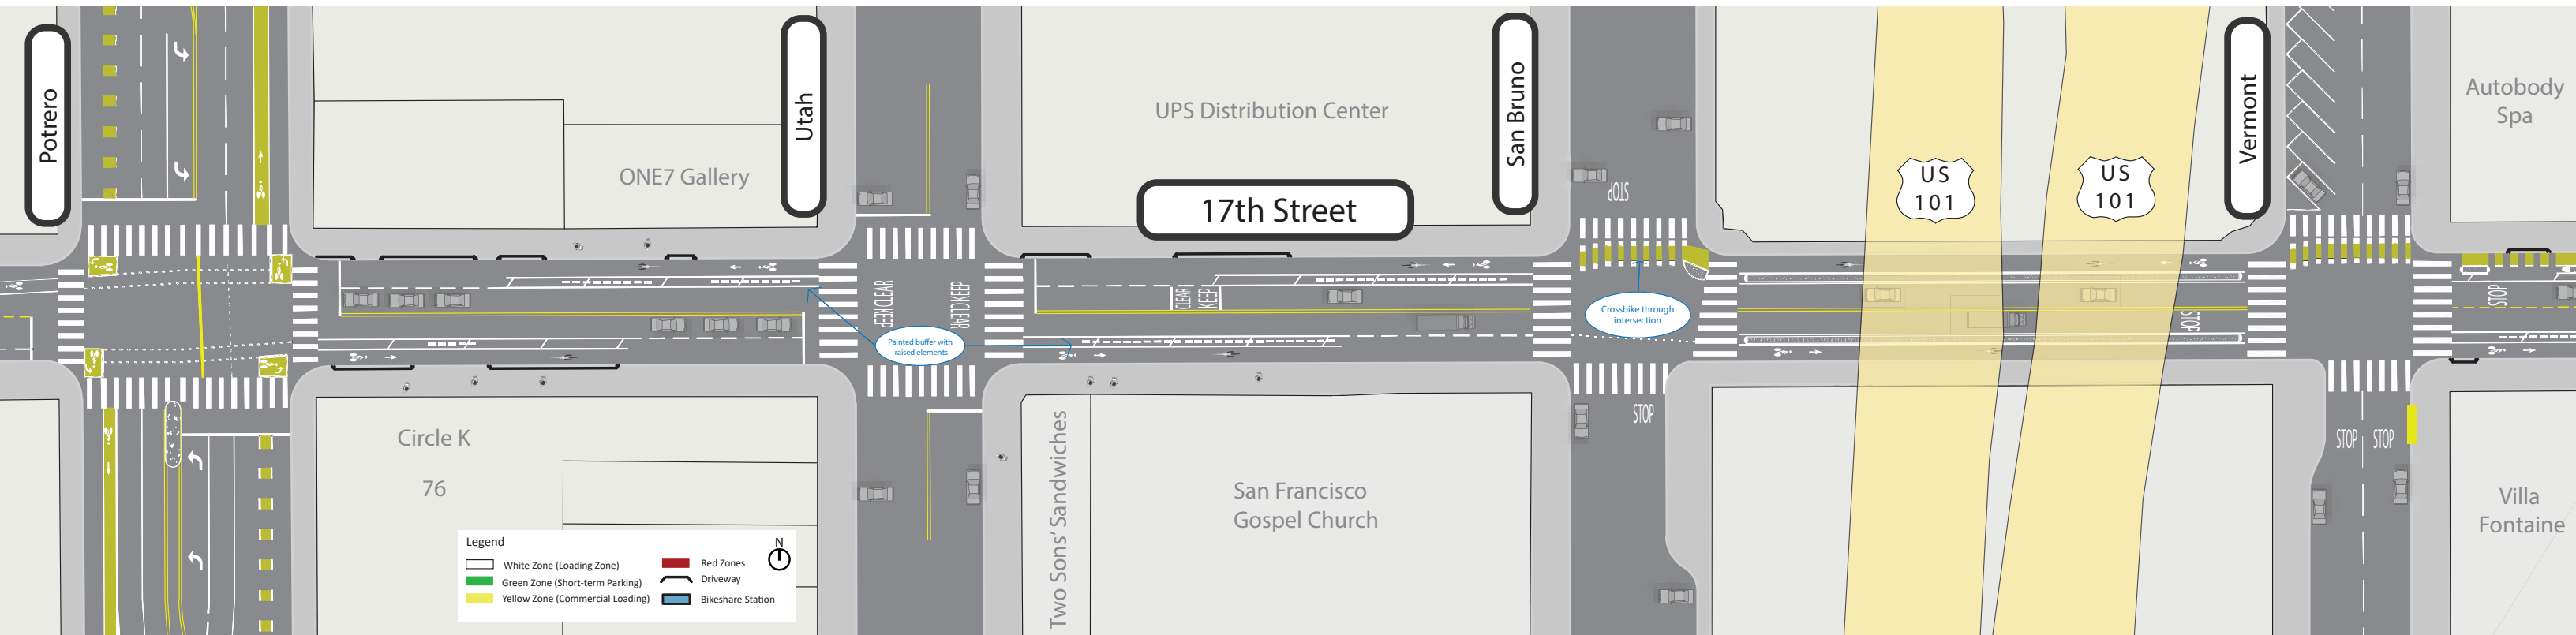 Potrero
Utah
San Bruno
Vermont
17th Street
ONE7 Gallery
UPS Distribution Center
US
101
US
101
Autobody
Spa
STOP
CLEAR
KEEP
KEEP CLEAR
KEEP CLEAR
STOP
STOP
Painted buffer with
raised elements
Crossbike through
intersection
Circle K
76
Two Sons' Sandwiches
San Francisco
Gospel Church
STOP
STOP
STOP
Villa
Fontaine
Legend
N
White Zone (Loading Zone)
Green Zone (Short-term Parking)
Yellow Zone (Commercial Loading)
Red Zones
Driveway
Bikeshare Station